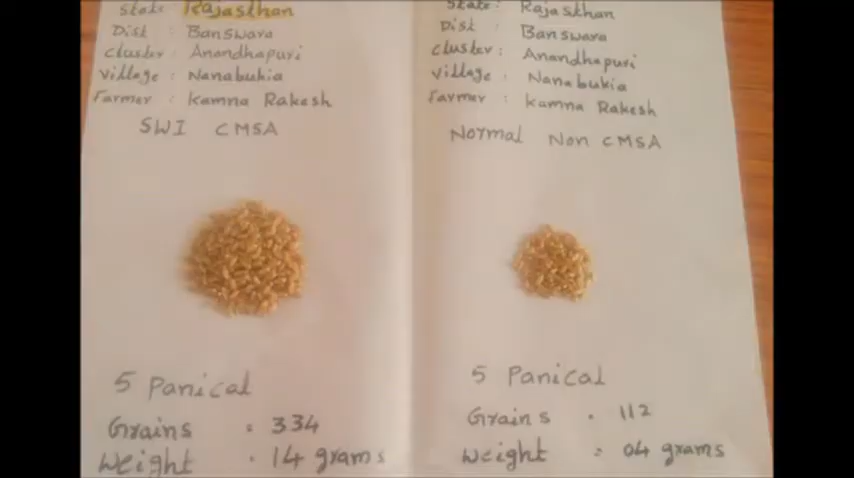 State: Rajasthan
Dist : Banswara
cluster: Anandhapuri
Village : Nanabukia
Farmer : Kamna Rakesh
SWI CMSA
5 Panical
Grains : 334
Weight . 14 grams
State: Rajasthan
Dist : Banswara
Cluster: Anandhapuri
Village : Nanabukia
Farmer : Kamna Rakesh
Normal Non CMSA
5 Panical
Grains . 112
Weight : 04 grams